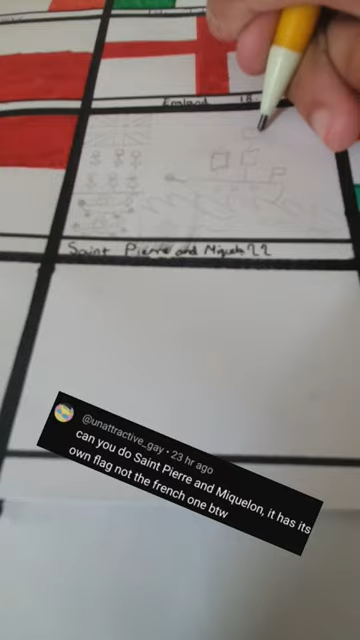 England
Saint Pierre and Miquelon 22
@unattractive_gay • 23 hr ago
can you do Saint Pierre and Miquelon, it has its
own flag not the french one btw